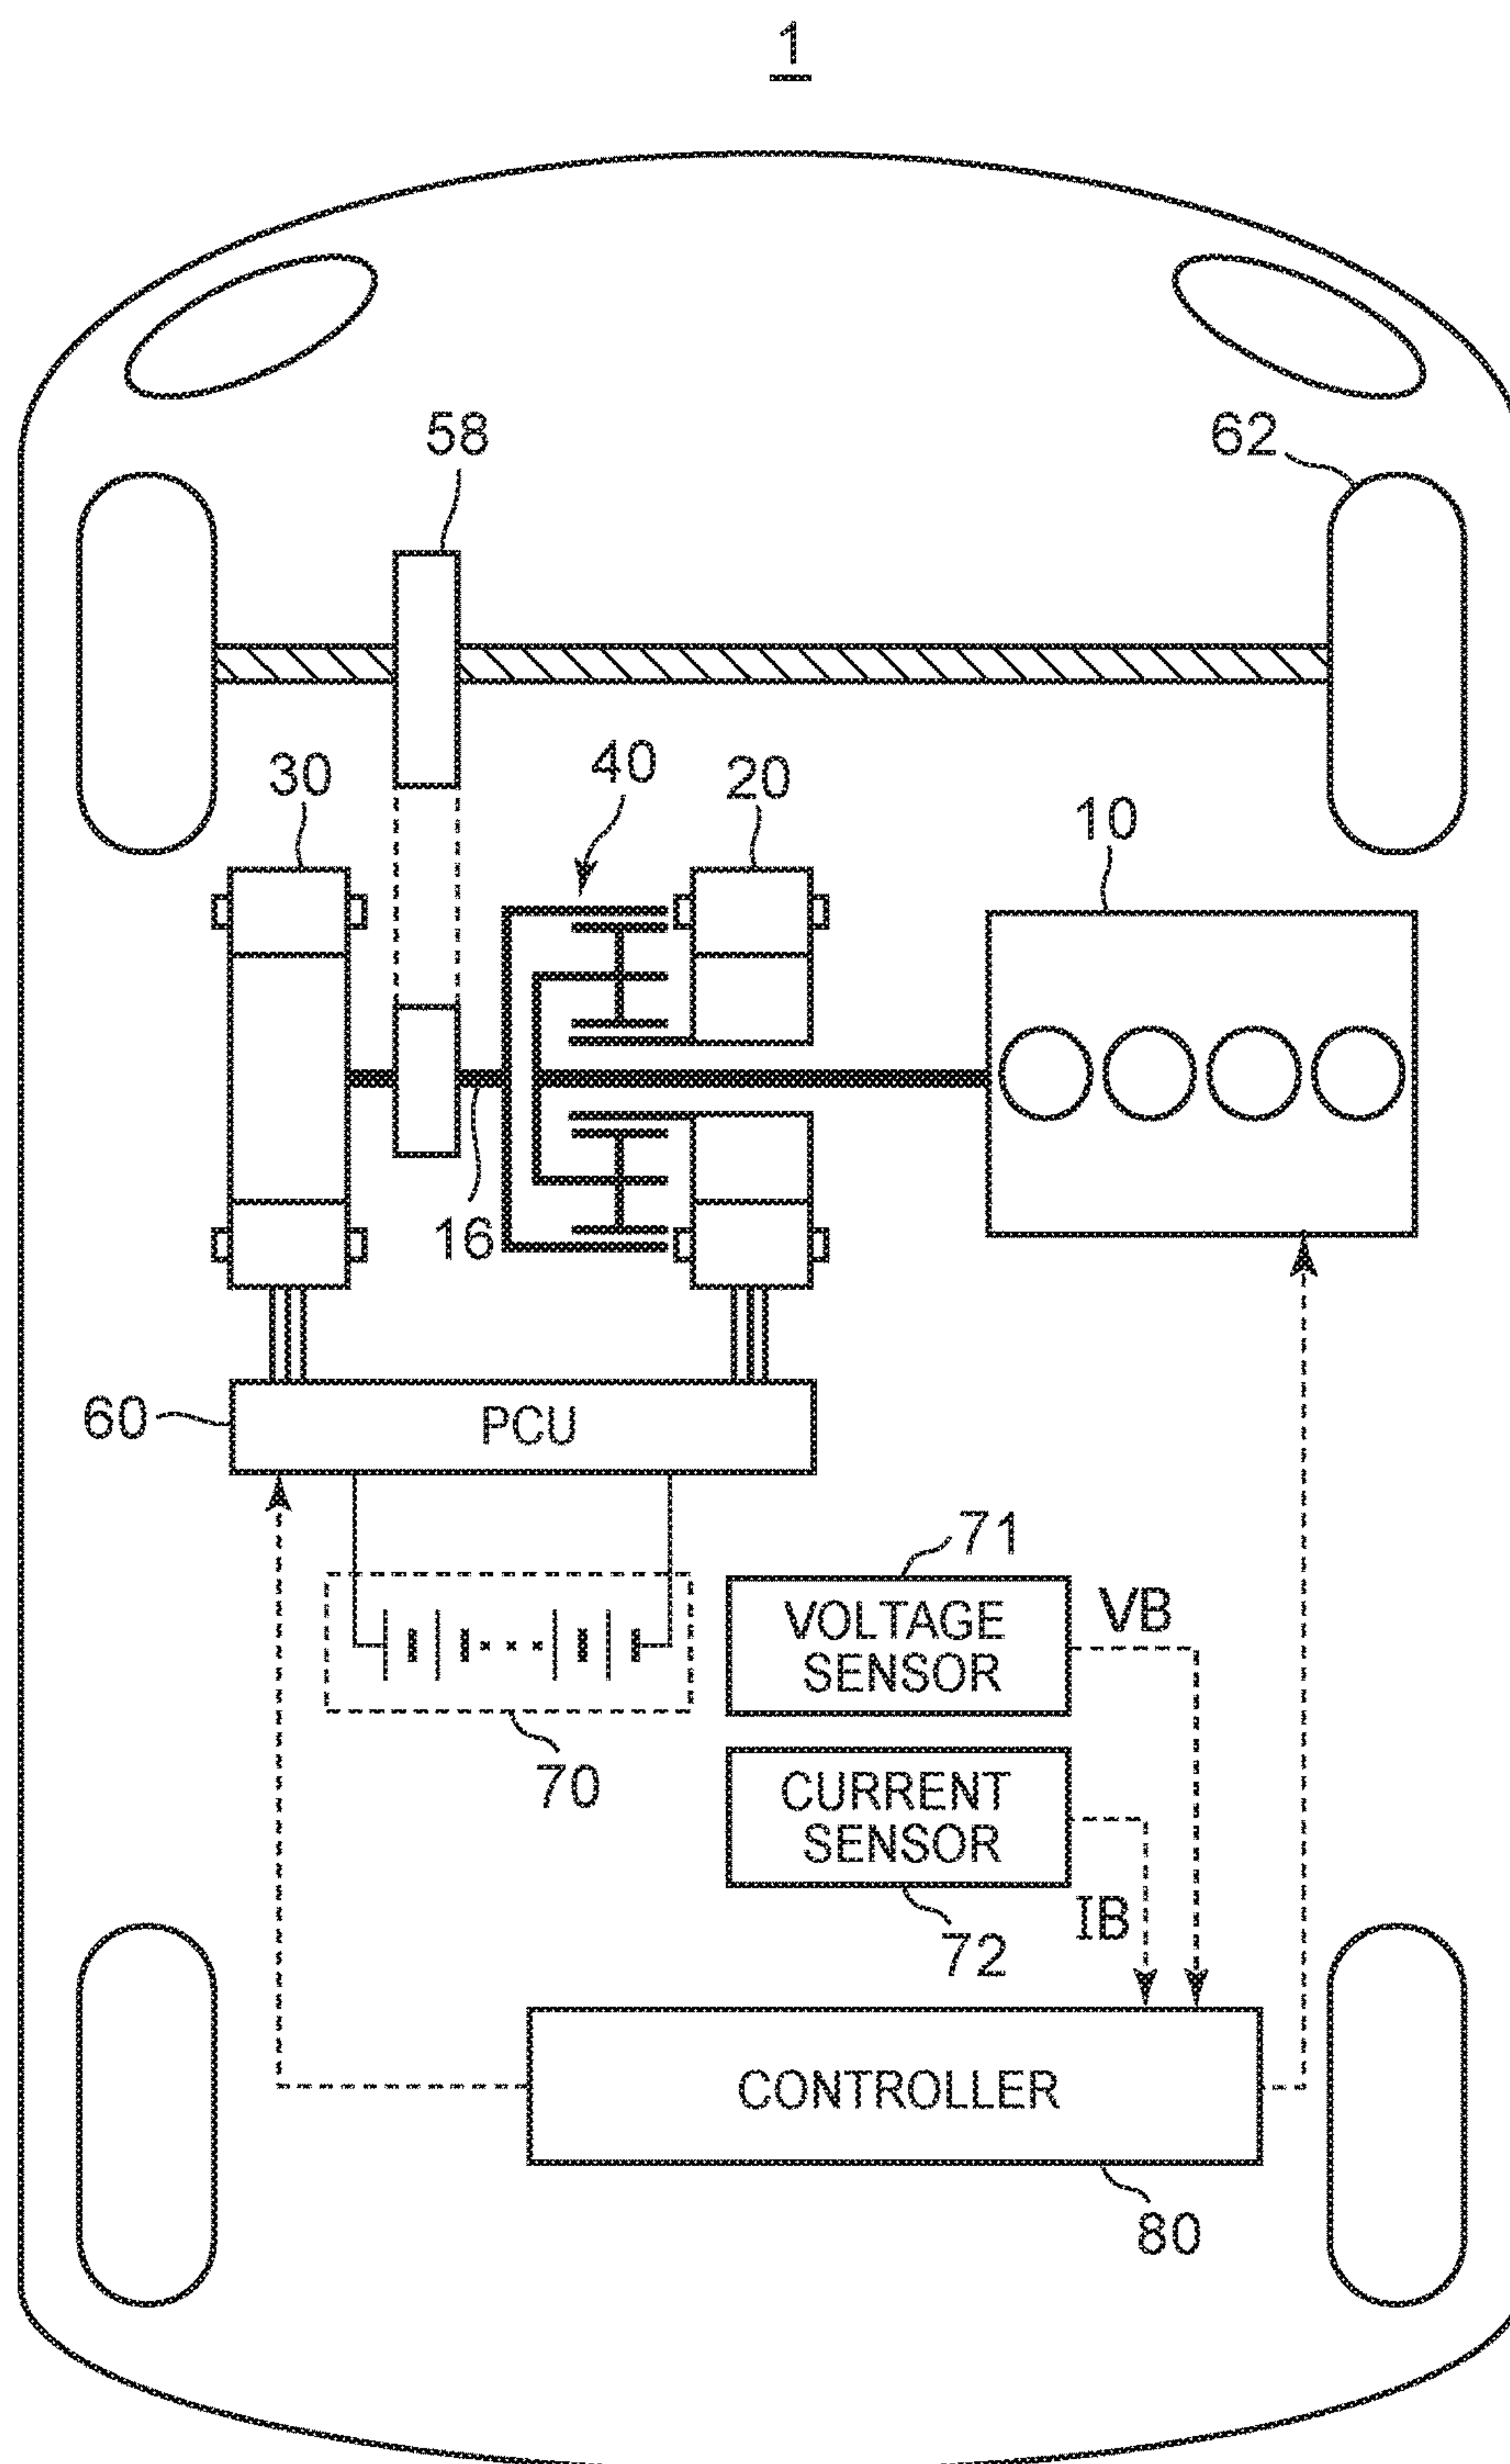 1
58
62
30
40
20
10
16
60
PCU
71
VOLTAGE
SENSOR
VB
70
CURRENT
SENSOR
IB
72
CONTROLLER
80